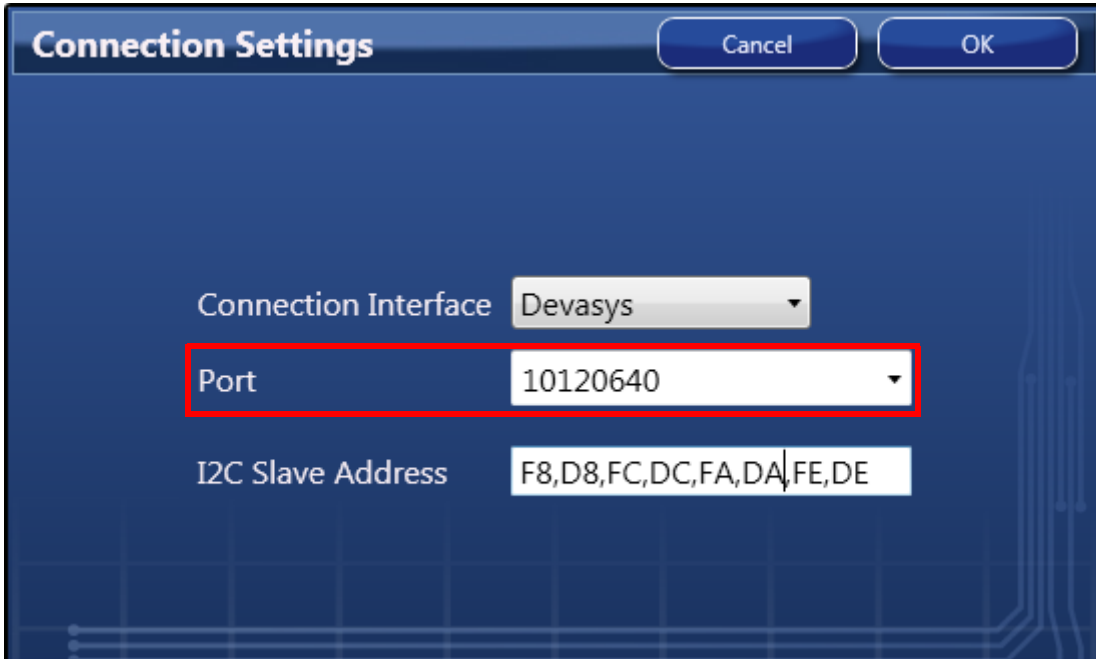 Connection Settings Cancel OK
Connection Interface Devasys
Port 10120640
I2C Slave Address F8,D8,FC,DC,FA,DA,FE,DE